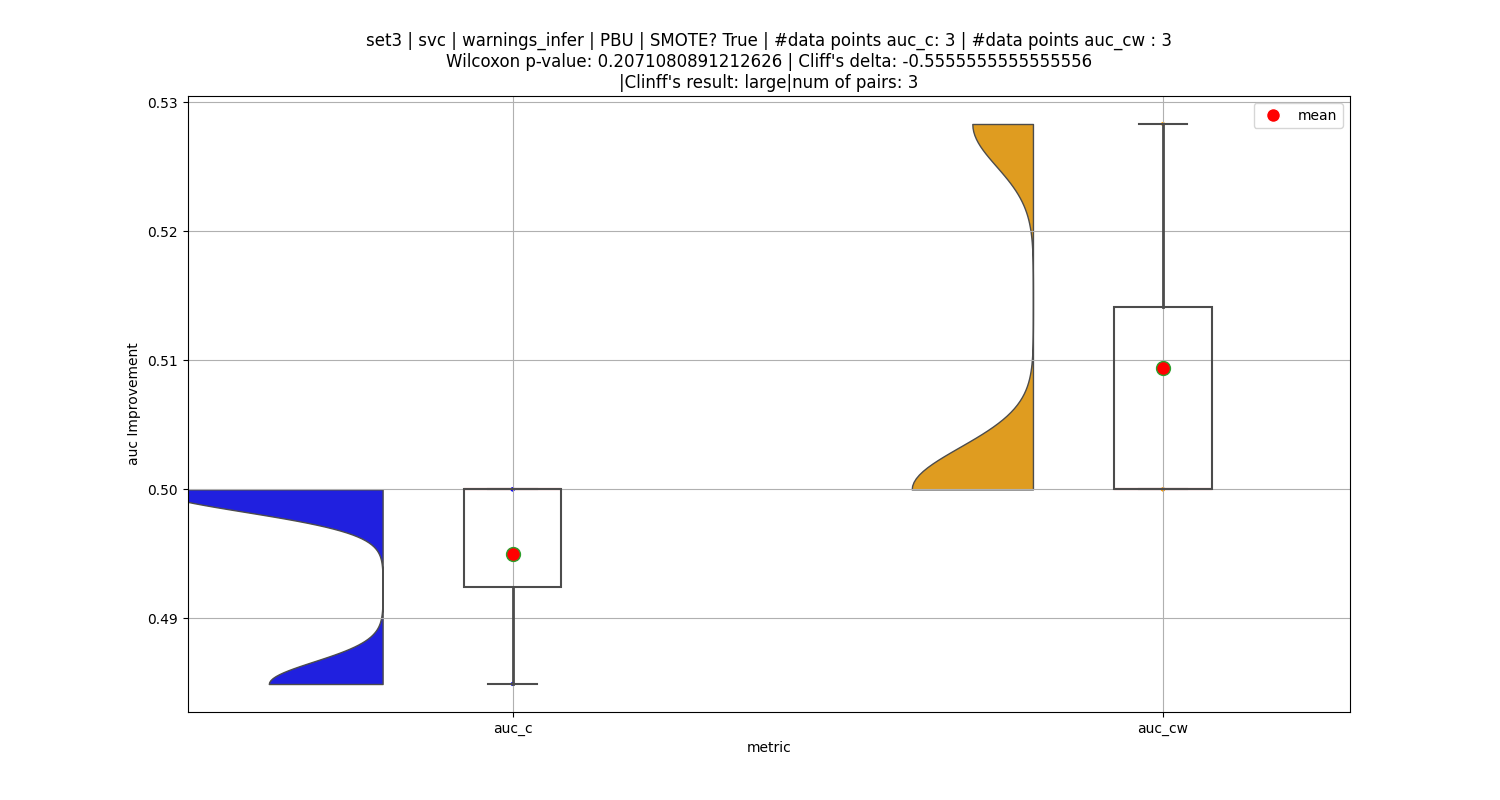 set3 | svc | warnings_infer | PBU | SMOTE? True | #data points auc_c: 3 | #data points auc_cw : 3
Wilcoxon p-value: 0.2071080891212626 | Cliff's delta: -0.5555555555555556
|Clinff's result: large|num of pairs: 3
0.53
mean
0.52
0.51
auc Improvement
0.50
0.49
auc_c
auc_cw
metric